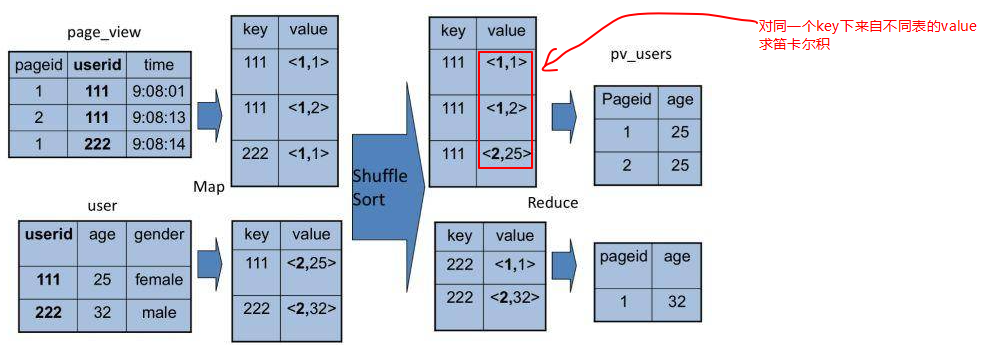 page_view
pageid userid time
1 111 9:08:01
2 111 9:08:13
1 222 9:08:14
key value
111 <1,1>
111 <1,2>
222 <1,1>
Map
user
userid age gender
111 25 female
222 32 male
key value
111 <2,25>
222 <2,32>
Shuffle
Sort
key value
111 <1,1>
111 <1,2>
111 <2,25>
对同一个key下来自不同表的value
求笛卡尔积
Reduce
key value
222 <1,1>
222 <2,32>
pv_users
Pageid age
1 25
2 25
pageid age
1 32